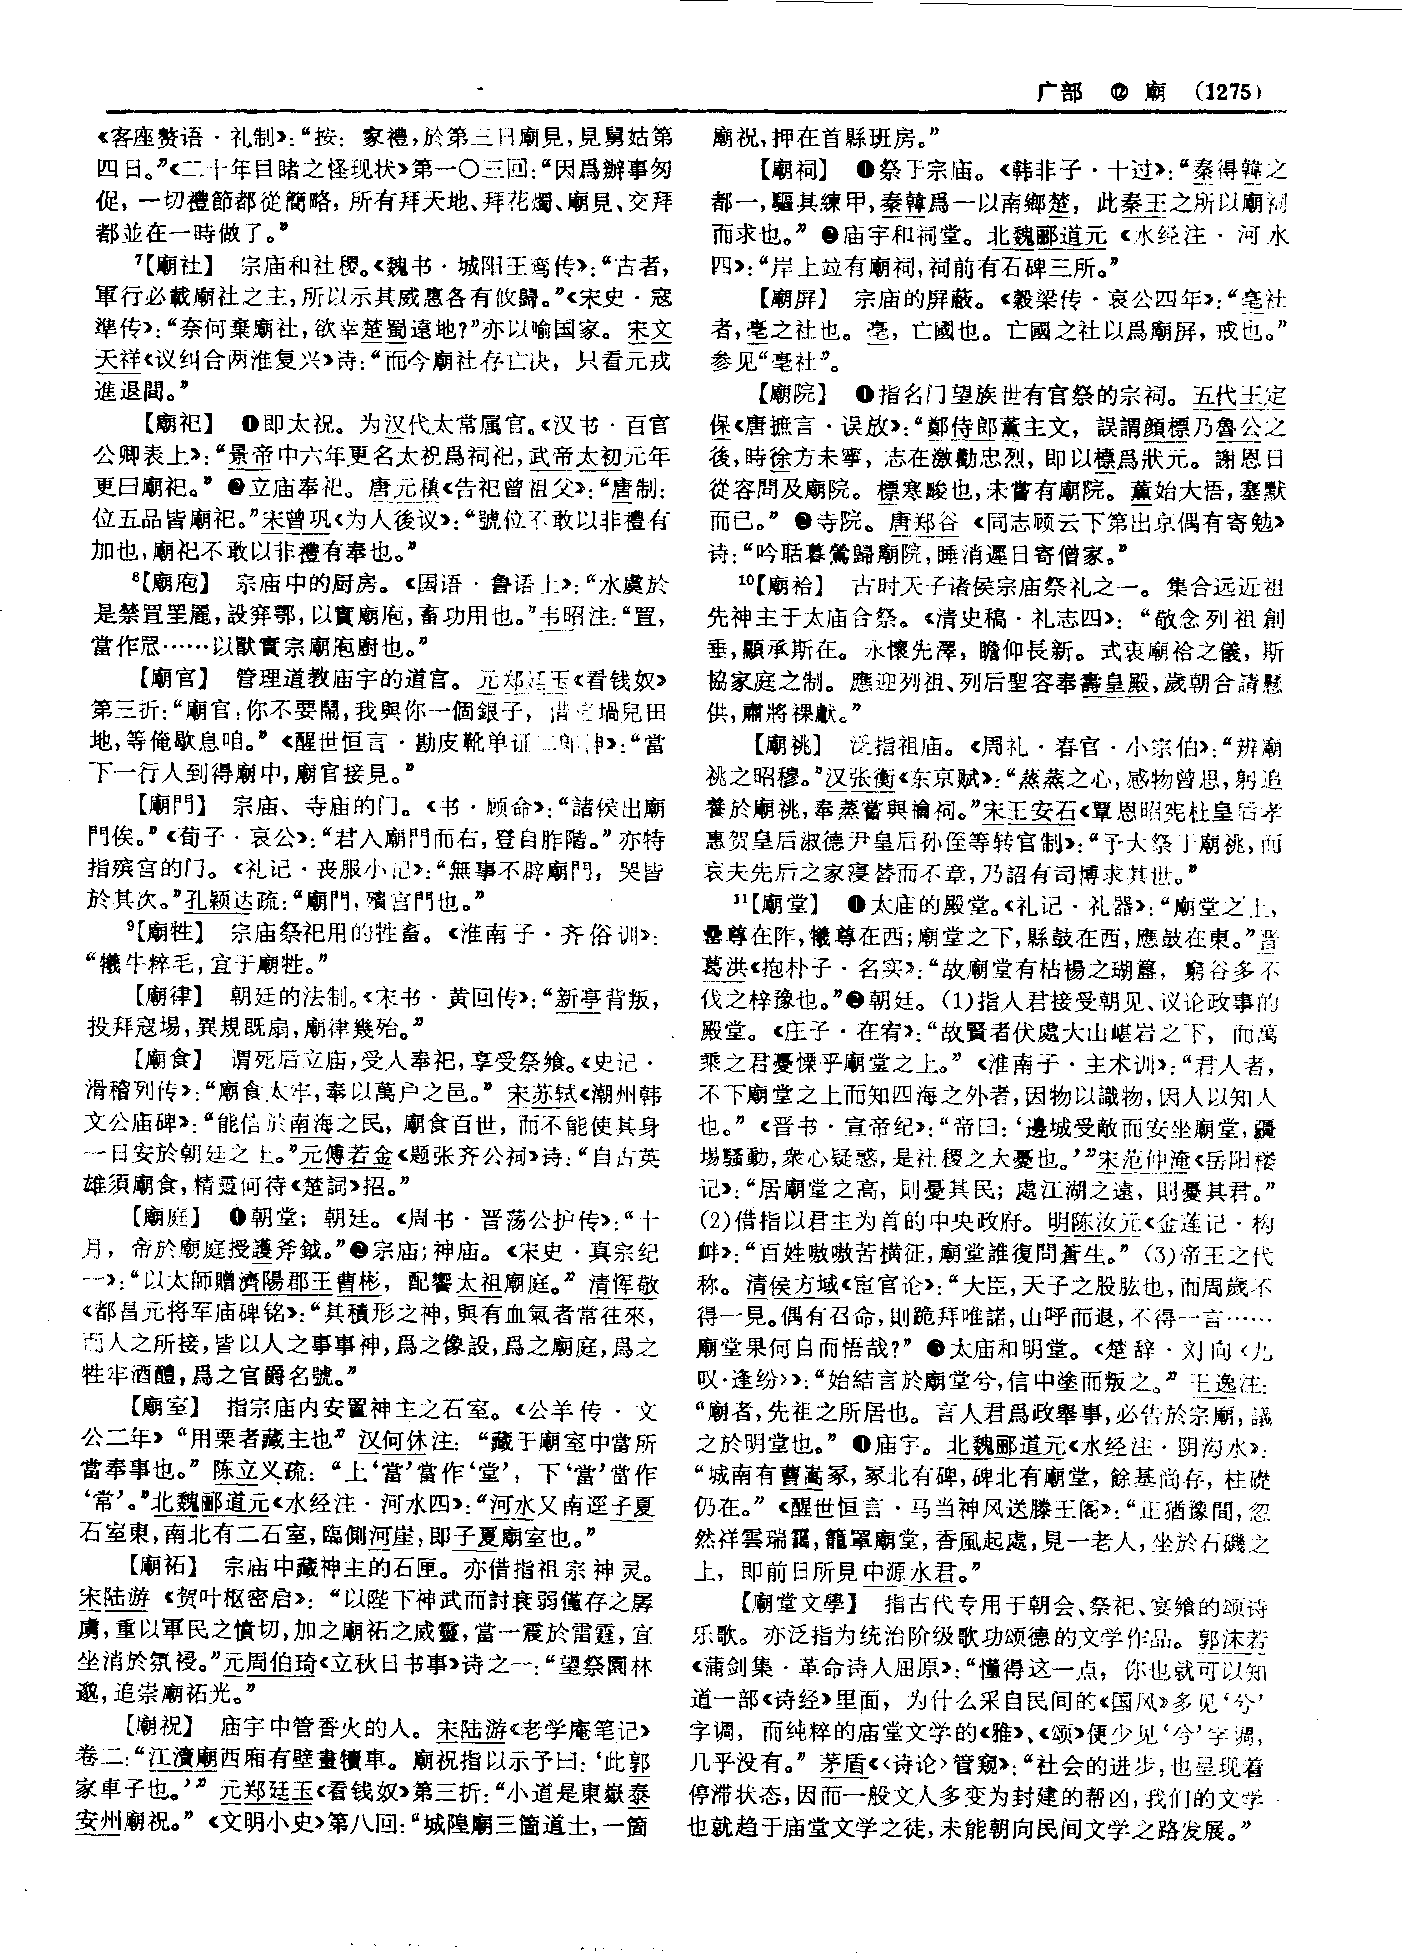 广部 ⑫ 廟 (1275)
《客座赘语·礼制》：“按：家禮，於第三日廟見，見舅姑第
四日。”《二十年目睹之怪现状》第一〇三回：“因爲辦事匆
促，一切禮節都從簡略，所有拜天地、拜花燭、廟見、交拜
都並在一時做了。”
7【廟社】 宗庙和社稷。《魏书·城阳王鸾传》：“古者，
軍行必載廟社之主，所以示其威惠各有攸歸。”《宋史·寇
準传》：“奈何棄廟社，欲幸楚蜀遠地？”亦以喻国家。宋文
天祥《议纠合两淮复兴》诗：“而今廟社存亡决，只看元戎
進退間。”
【廟祀】 ❶即太祝。为汉代太常属官。《汉书·百官
公卿表上》：“景帝中六年更名太祝爲祠祀，武帝太初元年
更曰廟祀。”❷立庙奉祀。唐元稹《告祀曾祖父》：“唐制：
位五品皆廟祀。”宋曾巩《为人後议》：“號位不敢以非禮有
加也，廟祀不敢以非禮有奉也。”
8【廟庖】 宗庙中的厨房。《国语·鲁语上》：“水虞於
是禁罝罜麗，設穽鄂，以實廟庖，畜功用也。”韦昭注：“罝，
當作罛……以獸實宗廟庖廚也。”
【廟官】 管理道教庙宇的道官。元郑廷玉《看钱奴》
第三折：“廟官，你不要鬧，我與你一個銀子，借這塌兒田
地，等俺歇息咱。”《醒世恒言·勘皮靴单证二郎神》：“當
下一行人到得廟中，廟官接見。”
【廟門】 宗庙、寺庙的门。《书·顾命》：“諸侯出廟
門俟。”《荀子·哀公》：“君入廟門而右，登自胙階。”亦特
指殡宫的门。《礼记·丧服小记》：“無事不辟廟門，哭皆
於其次。”孔颖达疏：“廟門，殯宫門也。”
9【廟牲】 宗庙祭祀用的牲畜。《淮南子·齐俗训》：
“犧牛粹毛，宜于廟牲。”
【廟律】 朝廷的法制。《宋书·黄回传》：“新亭背叛，
投拜寇場，異規既扇，廟律幾殆。”
【廟食】 谓死后立庙，受人奉祀，享受祭飨。《史记·
滑稽列传》：“廟食太牢，奉以萬户之邑。”宋苏轼《潮州韩
文公庙碑》：“能信於南海之民，廟食百世，而不能使其身
一日安於朝廷之上。”元傅若金《题张齐公祠》诗：“自古英
雄須廟食，精靈何待《楚詞》招。”
【廟庭】 ❶朝堂；朝廷。《周书·晋荡公护传》：“十
月，帝於廟庭授護斧鉞。”❷宗庙；神庙。《宋史·真宗纪
一》：“以太師贈濟陽郡王曹彬，配饗太祖廟庭。”清恽敬
《都昌元将军庙碑铭》：“其積形之神，與有血氣者常往來，
而人之所接，皆以人之事事神，爲之像設，爲之廟庭，爲之
牲牢酒醴，爲之官爵名號。”
【廟室】 指宗庙内安置神主之石室。《公羊传·文
公二年》“用栗者藏主也”汉何休注：“藏于廟室中當所
當奉事也。”陈立义疏：“上‘當’當作‘堂’，下‘當’當作
‘常’。”北魏郦道元《水经注·河水四》：“河水又南逕子夏
石室東，南北有二石室，臨側河崖，即子夏廟室也。”
【廟祏】 宗庙中藏神主的石匣。亦借指祖宗神灵。
宋陆游《贺叶枢密启》：“以陛下神武而討衰弱僅存之孱
虜，重以軍民之憤切，加之廟祏之威靈，當一震於雷霆，宜
坐消於氛祲。”元周伯琦《立秋日书事》诗之一：“望祭園林
邈，追崇廟祏光。”
【廟祝】 庙宇中管香火的人。宋陆游《老学庵笔记》
卷二：“江瀆廟西廂有壁畫犢車。廟祝指以示予曰：‘此郭
家車子也。’”元郑廷玉《看钱奴》第三折：“小道是東嶽泰
安州廟祝。”《文明小史》第八回：“城隍廟三箇道士，一箇
廟祝，押在首縣班房。”
【廟祠】 ❶祭于宗庙。《韩非子·十过》：“秦得韓之
都一，驅其練甲，秦韓爲一以南鄉楚，此秦王之所以廟祠
而求也。”❷庙宇和祠堂。北魏郦道元《水经注·河水
四》：“岸上竝有廟祠，祠前有石碑三所。”
【廟屏】 宗庙的屏蔽。《穀梁传·哀公四年》：“亳社
者，亳之社也。亳，亡國也。亡國之社以爲廟屏，戒也。”
参见“亳社”。
【廟院】 ❶指名门望族世有官祭的宗祠。五代王定
保《唐摭言·误放》：“鄭侍郎薰主文，誤謂顔標乃魯公之
後，時徐方未寧，志在激勸忠烈，即以標爲狀元。謝恩日
從容問及廟院。標寒畯也，未嘗有廟院。薰始大悟，塞默
而已。”❷寺院。唐郑谷《同志顾云下第出京偶有寄勉》
诗：“吟聒暮鶯歸廟院，睡消遲日寄僧家。”
10【廟祫】 古时天子诸侯宗庙祭礼之一。集合远近祖
先神主于太庙合祭。《清史稿·礼志四》：“敬念列祖創
垂，顯承斯在。永懷先澤，瞻仰長新。式衷廟祫之儀，斯
協家庭之制。應迎列祖、列后聖容奉壽皇殿，歲朝合請懸
供，肅將祼獻。”
【廟祧】 泛指祖庙。《周礼·春官·小宗伯》：“辨廟
祧之昭穆。”汉张衡《东京赋》：“蒸蒸之心，感物曾思，躬追
養於廟祧，奉蒸嘗與禴祠。”宋王安石《覃恩昭宪杜皇后孝
惠贺皇后淑德尹皇后孙侄等转官制》：“予大祭于廟祧，而
哀夫先后之家寖替而不章，乃詔有司博求其世。”
11【廟堂】 ❶太庙的殿堂。《礼记·礼器》：“廟堂之上，
罍尊在阼，犧尊在西；廟堂之下，縣鼓在西，應鼓在東。”晋
葛洪《抱朴子·名实》：“故廟堂有枯楊之瑚簋，窮谷多不
伐之梓豫也。”❷朝廷。(1)指人君接受朝见、议论政事的
殿堂。《庄子·在宥》：“故賢者伏處大山嵁岩之下，而萬
乘之君憂慄乎廟堂之上。”《淮南子·主术训》：“君人者，
不下廟堂之上而知四海之外者，因物以識物，因人以知人
也。”《晋书·宣帝纪》：“帝曰：‘邊城受敵而安坐廟堂，疆
埸騷動，衆心疑惑，是社稷之大憂也。’”宋范仲淹《岳阳楼
记》：“居廟堂之高，則憂其民；處江湖之遠，則憂其君。”
(2)借指以君主为首的中央政府。明陈汝元《金莲记·构
衅》：“百姓嗷嗷苦横征，廟堂誰復問蒼生。”(3)帝王之代
称。清侯方域《宦官论》：“大臣，天子之股肱也，而周歲不
得一見。偶有召命，則跪拜唯諾，山呼而退，不得一言……
廟堂果何自而悟哉？”❸太庙和明堂。《楚辞·刘向〈九
叹·逢纷〉》：“始結言於廟堂兮，信中塗而叛之。”王逸注：
“廟者，先祖之所居也。言人君爲政舉事，必告於宗廟，議
之於明堂也。”❹庙宇。北魏郦道元《水经注·阴沟水》：
“城南有曹嵩冢，冢北有碑，碑北有廟堂，餘基尚存，柱礎
仍在。”《醒世恒言·马当神风送滕王阁》：“正猶豫間，忽
然祥雲瑞靄，籠罩廟堂，香風起處，見一老人，坐於石磯之
上，即前日所見中源水君。”
【廟堂文學】 指古代专用于朝会、祭祀、宴飨的颂诗
乐歌。亦泛指为统治阶级歌功颂德的文学作品。郭沫若
《蒲剑集·革命诗人屈原》：“懂得这一点，你也就可以知
道一部《诗经》里面，为什么采自民间的《国风》多见‘兮’
字调，而纯粹的庙堂文学的《雅》、《颂》便少见‘兮’字调，
几乎没有。”茅盾《〈诗论〉管窥》：“社会的进步，也呈现着
停滞状态，因而一般文人多变为封建的帮凶，我们的文学
也就趋于庙堂文学之徒，未能朝向民间文学之路发展。”